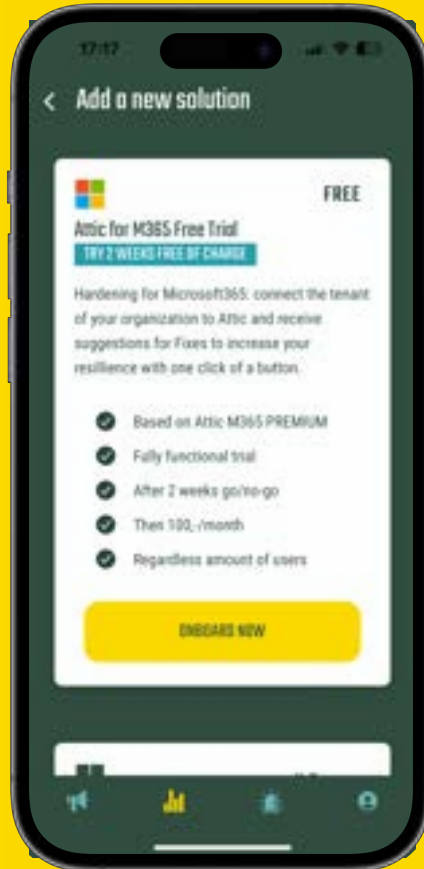 17:17
Add a new solution
FREE
Attic for M365 Free Trial
TRY 2 WEEKS FREE OF CHARGE
Hardening for Microsoft365: connect the tenant
of your organization to Attic and receive
suggestions for Fixes to increase your
resillience with one click of a button.
Based on Attic M365 PREMIUM
Fully functional trial
After 2 weeks go/no-go
Then 100,-/month
Regardless amount of users
ONBOARD NOW